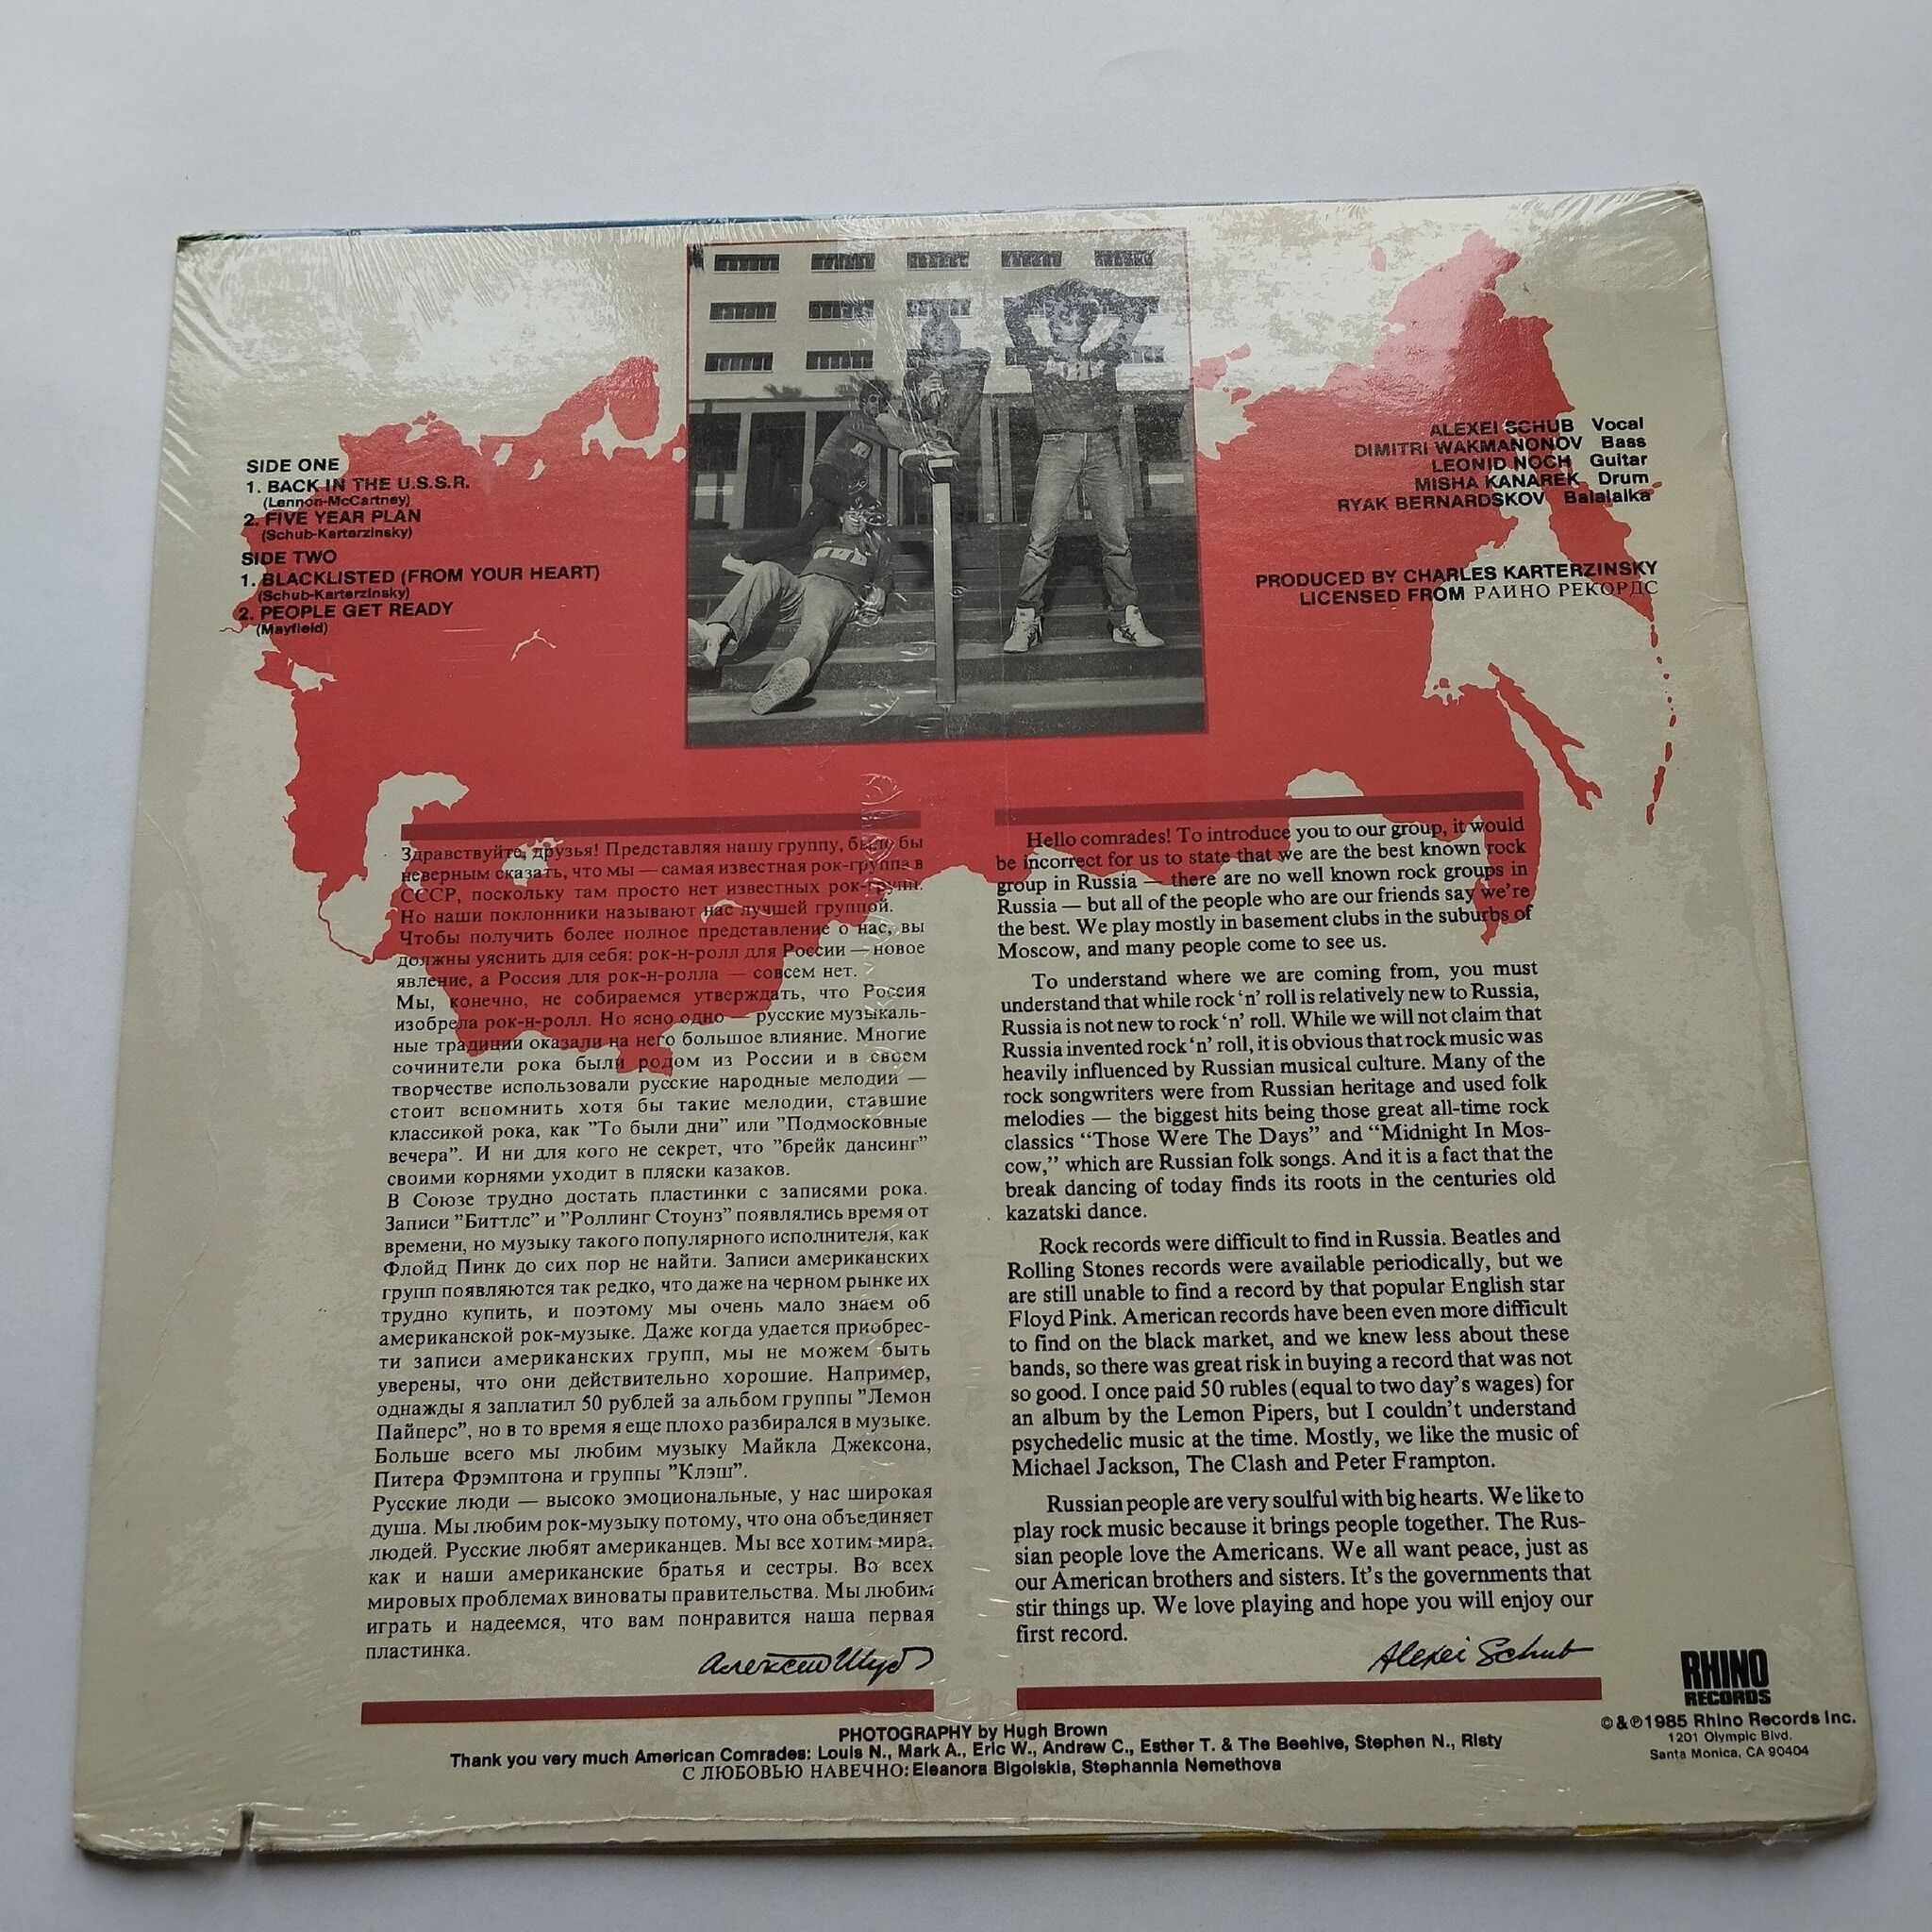 SIDE ONE
1. BACK IN THE U.S.S.R.
(Lennon-McCartney)
2. FIVE YEAR PLAN
(Schub-Karterzinsky)
SIDE TWO
1. BLACKLISTED (FROM YOUR HEART)
(Schub-Karterzinsky)
2. PEOPLE GET READY
(Mayfield)
ALEXEI SCHUB Vocal
DIMITRI WAKMANONOV Bass
LEONID NOCH Guitar
MISHA KANAREK Drum
RYAK BERNARDSKOV Balalaika
PRODUCED BY CHARLES KARTERZINSKY
LICENSED FROM РАИНО РЕКОРДС
Здравствуйте, друзья! Представляя нашу группу, было бы
неверным сказать, что мы — самая известная рок-группа в
СССР, поскольку там просто нет известных рок-групп.
Но наши поклонники называют нас лучшей группой.
Чтобы получить более полное представление о нас, вы
должны уяснить для себя: рок-н-ролл для России — новое
явление, а Россия для рок-н-ролла — совсем нет.
Мы, конечно, не собираемся утверждать, что Россия
изобрела рок-н-ролл. Но ясно одно — русские музыкаль-
ные традиции оказали на него большое влияние. Многие
сочинители рока были родом из России и в своем
творчестве использовали русские народные мелодии —
стоит вспомнить хотя бы такие мелодии, ставшие
классикой рока, как "То были дни" или "Подмосковные
вечера". И ни для кого не секрет, что "брейк дансинг"
своими корнями уходит в пляски казаков.
В Союзе трудно достать пластинки с записями рока.
Записи "Биттлс" и "Роллинг Стоунз" появлялись время от
времени, но музыку такого популярного исполнителя, как
Флойд Пинк до сих пор не найти. Записи американских
групп появляются так редко, что даже на черном рынке их
трудно купить, и поэтому мы очень мало знаем об
американской рок-музыке. Даже когда удается приобрес-
ти записи американских групп, мы не можем быть
уверены, что они действительно хорошие. Например,
однажды я заплатил 50 рублей за альбом группы "Лемон
Пайперс", но в то время я еще плохо разбирался в музыке.
Больше всего мы любим музыку Майкла Джексона,
Питера Фрэмптона и группы "Клэш".
Русские люди — высоко эмоциональные, у нас широкая
душа. Мы любим рок-музыку потому, что она объединяет
людей. Русские любят американцев. Мы все хотим мира,
как и наши американские братья и сестры. Во всех
мировых проблемах виноваты правительства. Мы любим
играть и надеемся, что вам понравится наша первая
пластинка.
Алексей Шуб
Hello comrades! To introduce you to our group, it would
be incorrect for us to state that we are the best known rock
group in Russia — there are no well known rock groups in
Russia — but all of the people who are our friends say we're
the best. We play mostly in basement clubs in the suburbs of
Moscow, and many people come to see us.
To understand where we are coming from, you must
understand that while rock 'n' roll is relatively new to Russia,
Russia is not new to rock 'n' roll. While we will not claim that
Russia invented rock 'n' roll, it is obvious that rock music was
heavily influenced by Russian musical culture. Many of the
rock songwriters were from Russian heritage and used folk
melodies — the biggest hits being those great all-time rock
classics “Those Were The Days” and “Midnight In Mos-
cow,” which are Russian folk songs. And it is a fact that the
break dancing of today finds its roots in the centuries old
kazatski dance.
Rock records were difficult to find in Russia. Beatles and
Rolling Stones records were available periodically, but we
are still unable to find a record by that popular English star
Floyd Pink. American records have been even more difficult
to find on the black market, and we knew less about these
bands, so there was great risk in buying a record that was not
so good. I once paid 50 rubles (equal to two day's wages) for
an album by the Lemon Pipers, but I couldn't understand
psychedelic music at the time. Mostly, we like the music of
Michael Jackson, The Clash and Peter Frampton.
Russian people are very soulful with big hearts. We like to
play rock music because it brings people together. The Rus-
sian people love the Americans. We all want peace, just as
our American brothers and sisters. It's the governments that
stir things up. We love playing and hope you will enjoy our
first record.
Alexei Schub
RHINO
RECORDS
©&℗1985 Rhino Records Inc.
1201 Olympic Blvd.
Santa Monica, CA 90404
PHOTOGRAPHY by Hugh Brown
Thank you very much American Comrades: Louis N., Mark A., Eric W., Andrew C., Esther T. & The Beehive, Stephen N., Risty
С ЛЮБОВЬЮ НАВЕЧНО: Eleanora Bigolskia, Stephannia Nemethova